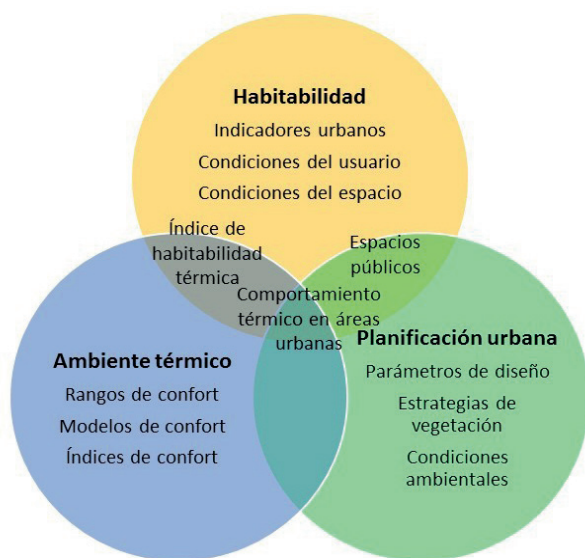 Habitabilidad
Indicadores urbanos
Condiciones del usuario
Condiciones del espacio
Índice de
habitabilidad
térmica
Espacios
públicos
Comportamiento
térmico en áreas
urbanas
Ambiente térmico
Rangos de confort
Modelos de confort
Índices de confort
Planificación urbana
Parámetros de diseño
Estrategias de
vegetación
Condiciones
ambientales